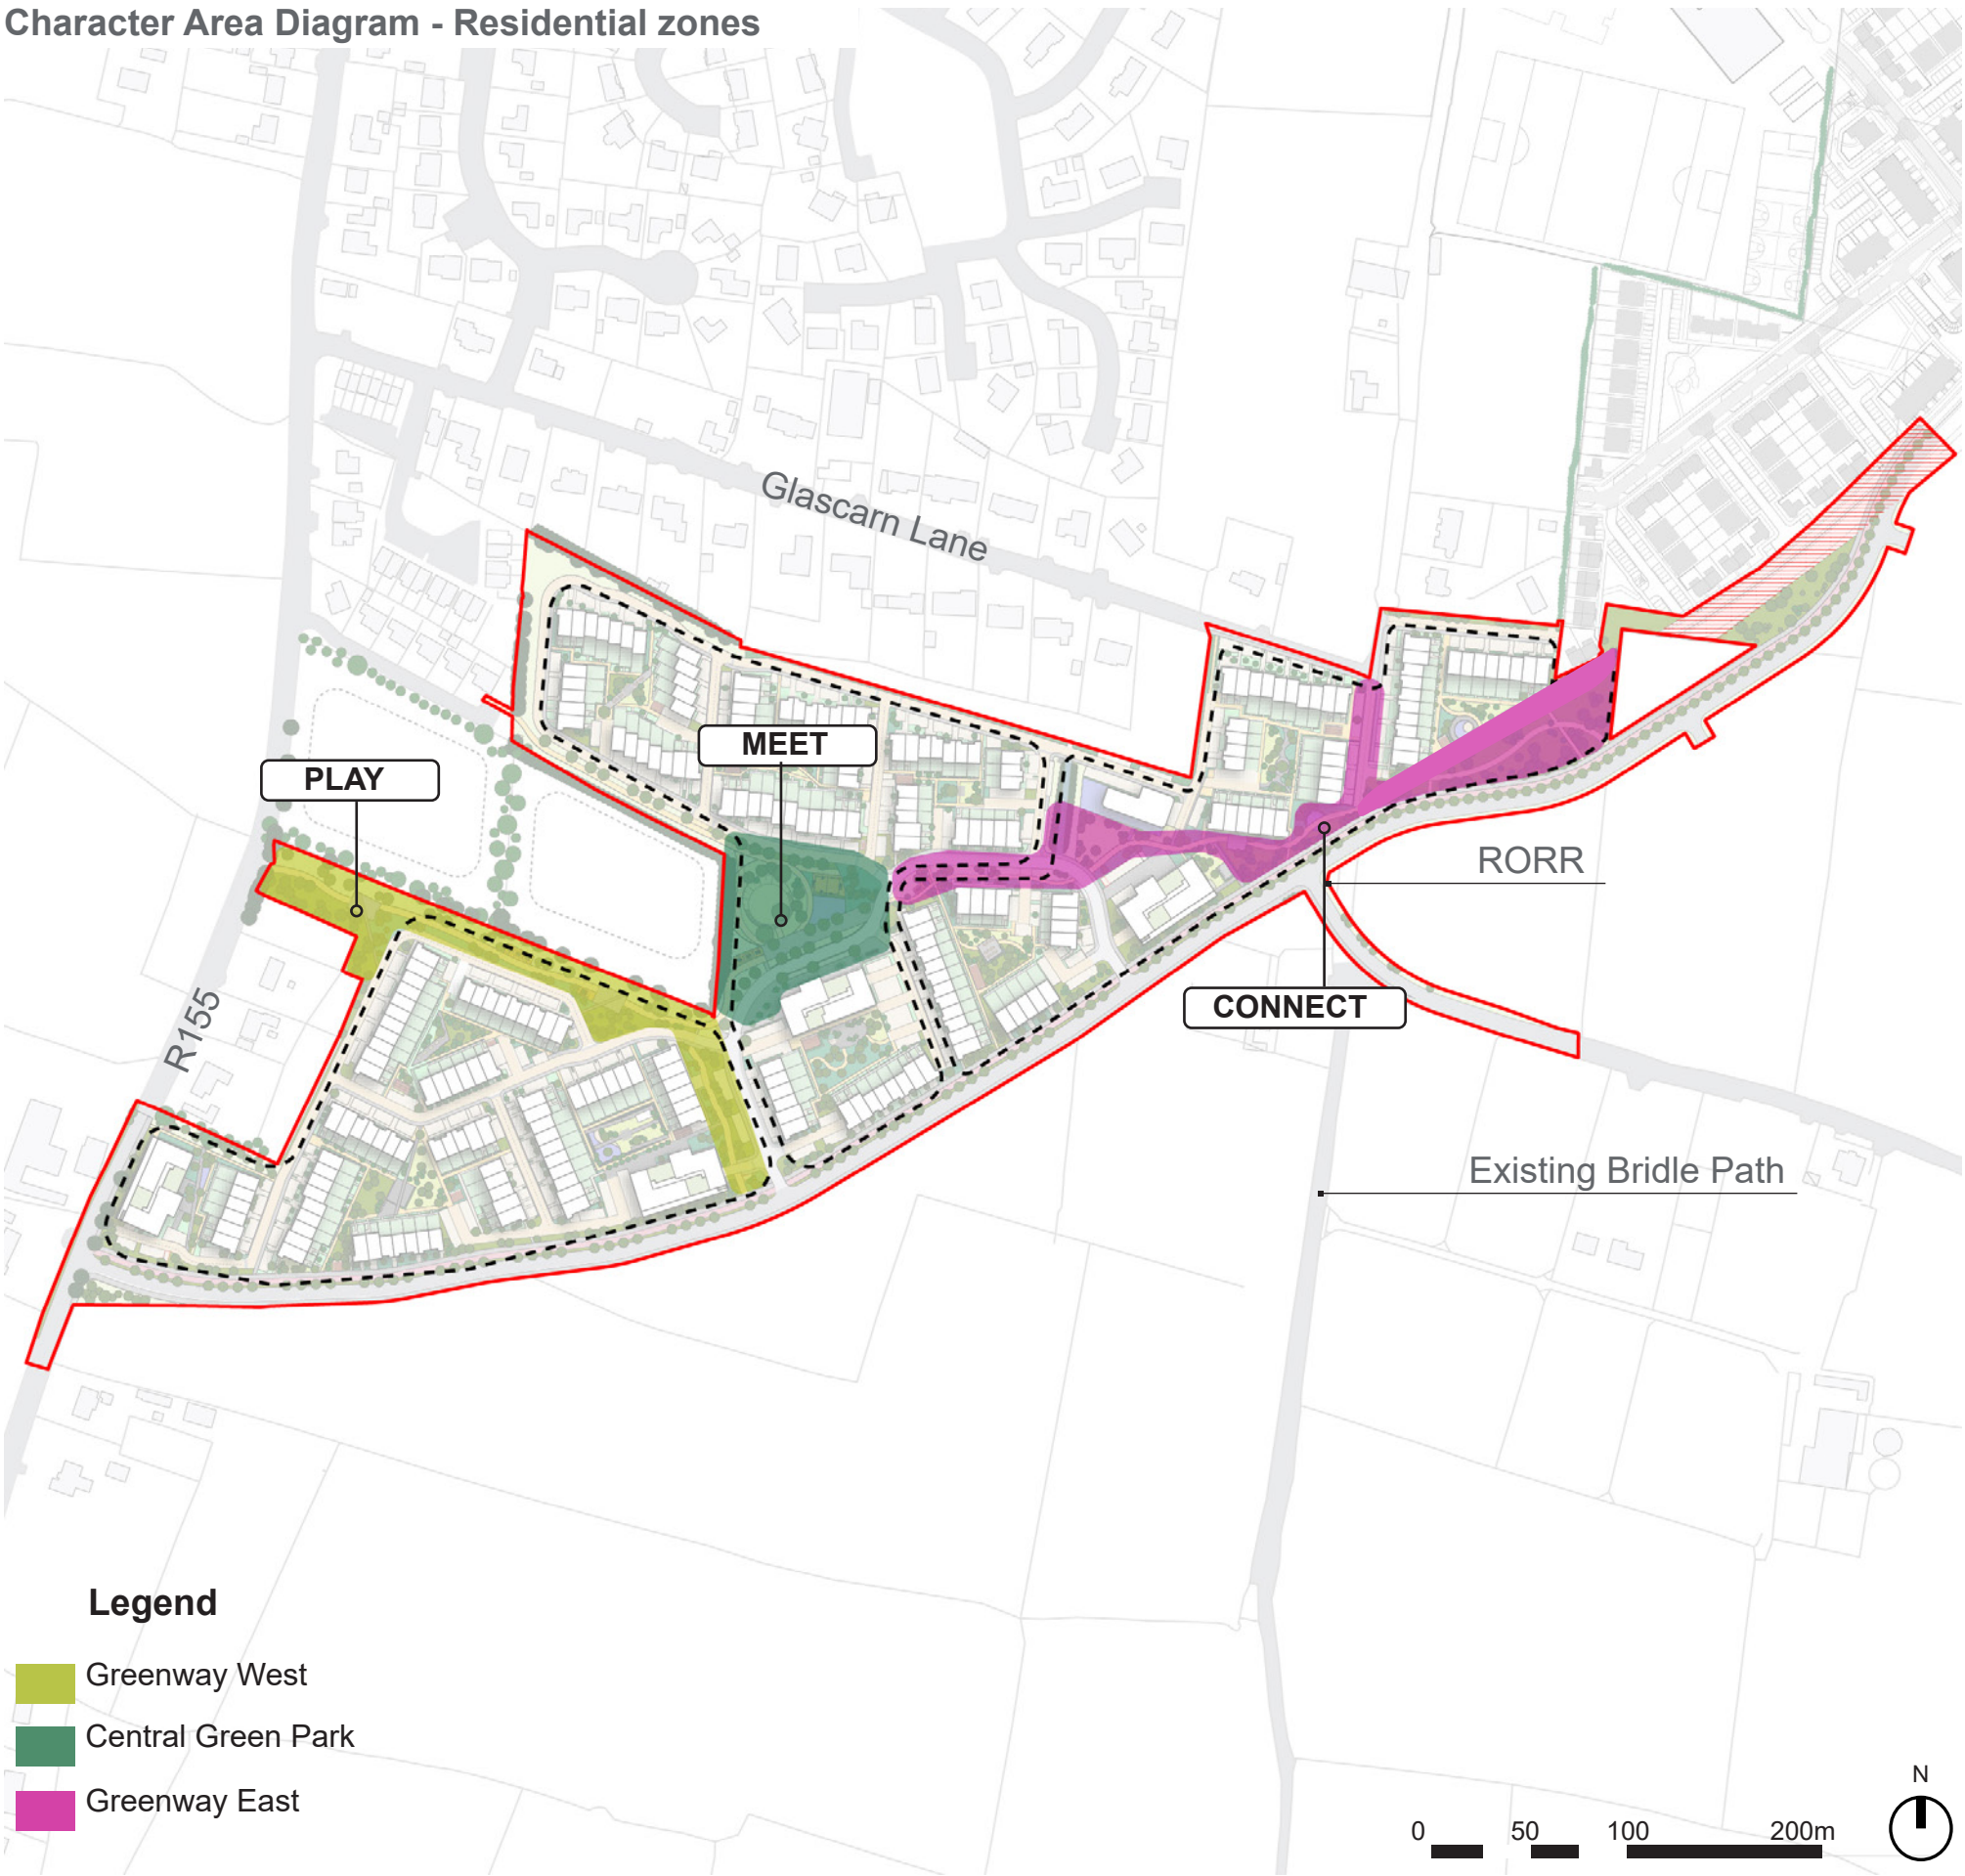 Character Area Diagram - Residential zones
Glascarn Lane
MEET
PLAY
RORR
CONNECT
R155
Existing Bridle Path
Legend
Greenway West
Central Green Park
Greenway East
N
0 50 100 200m